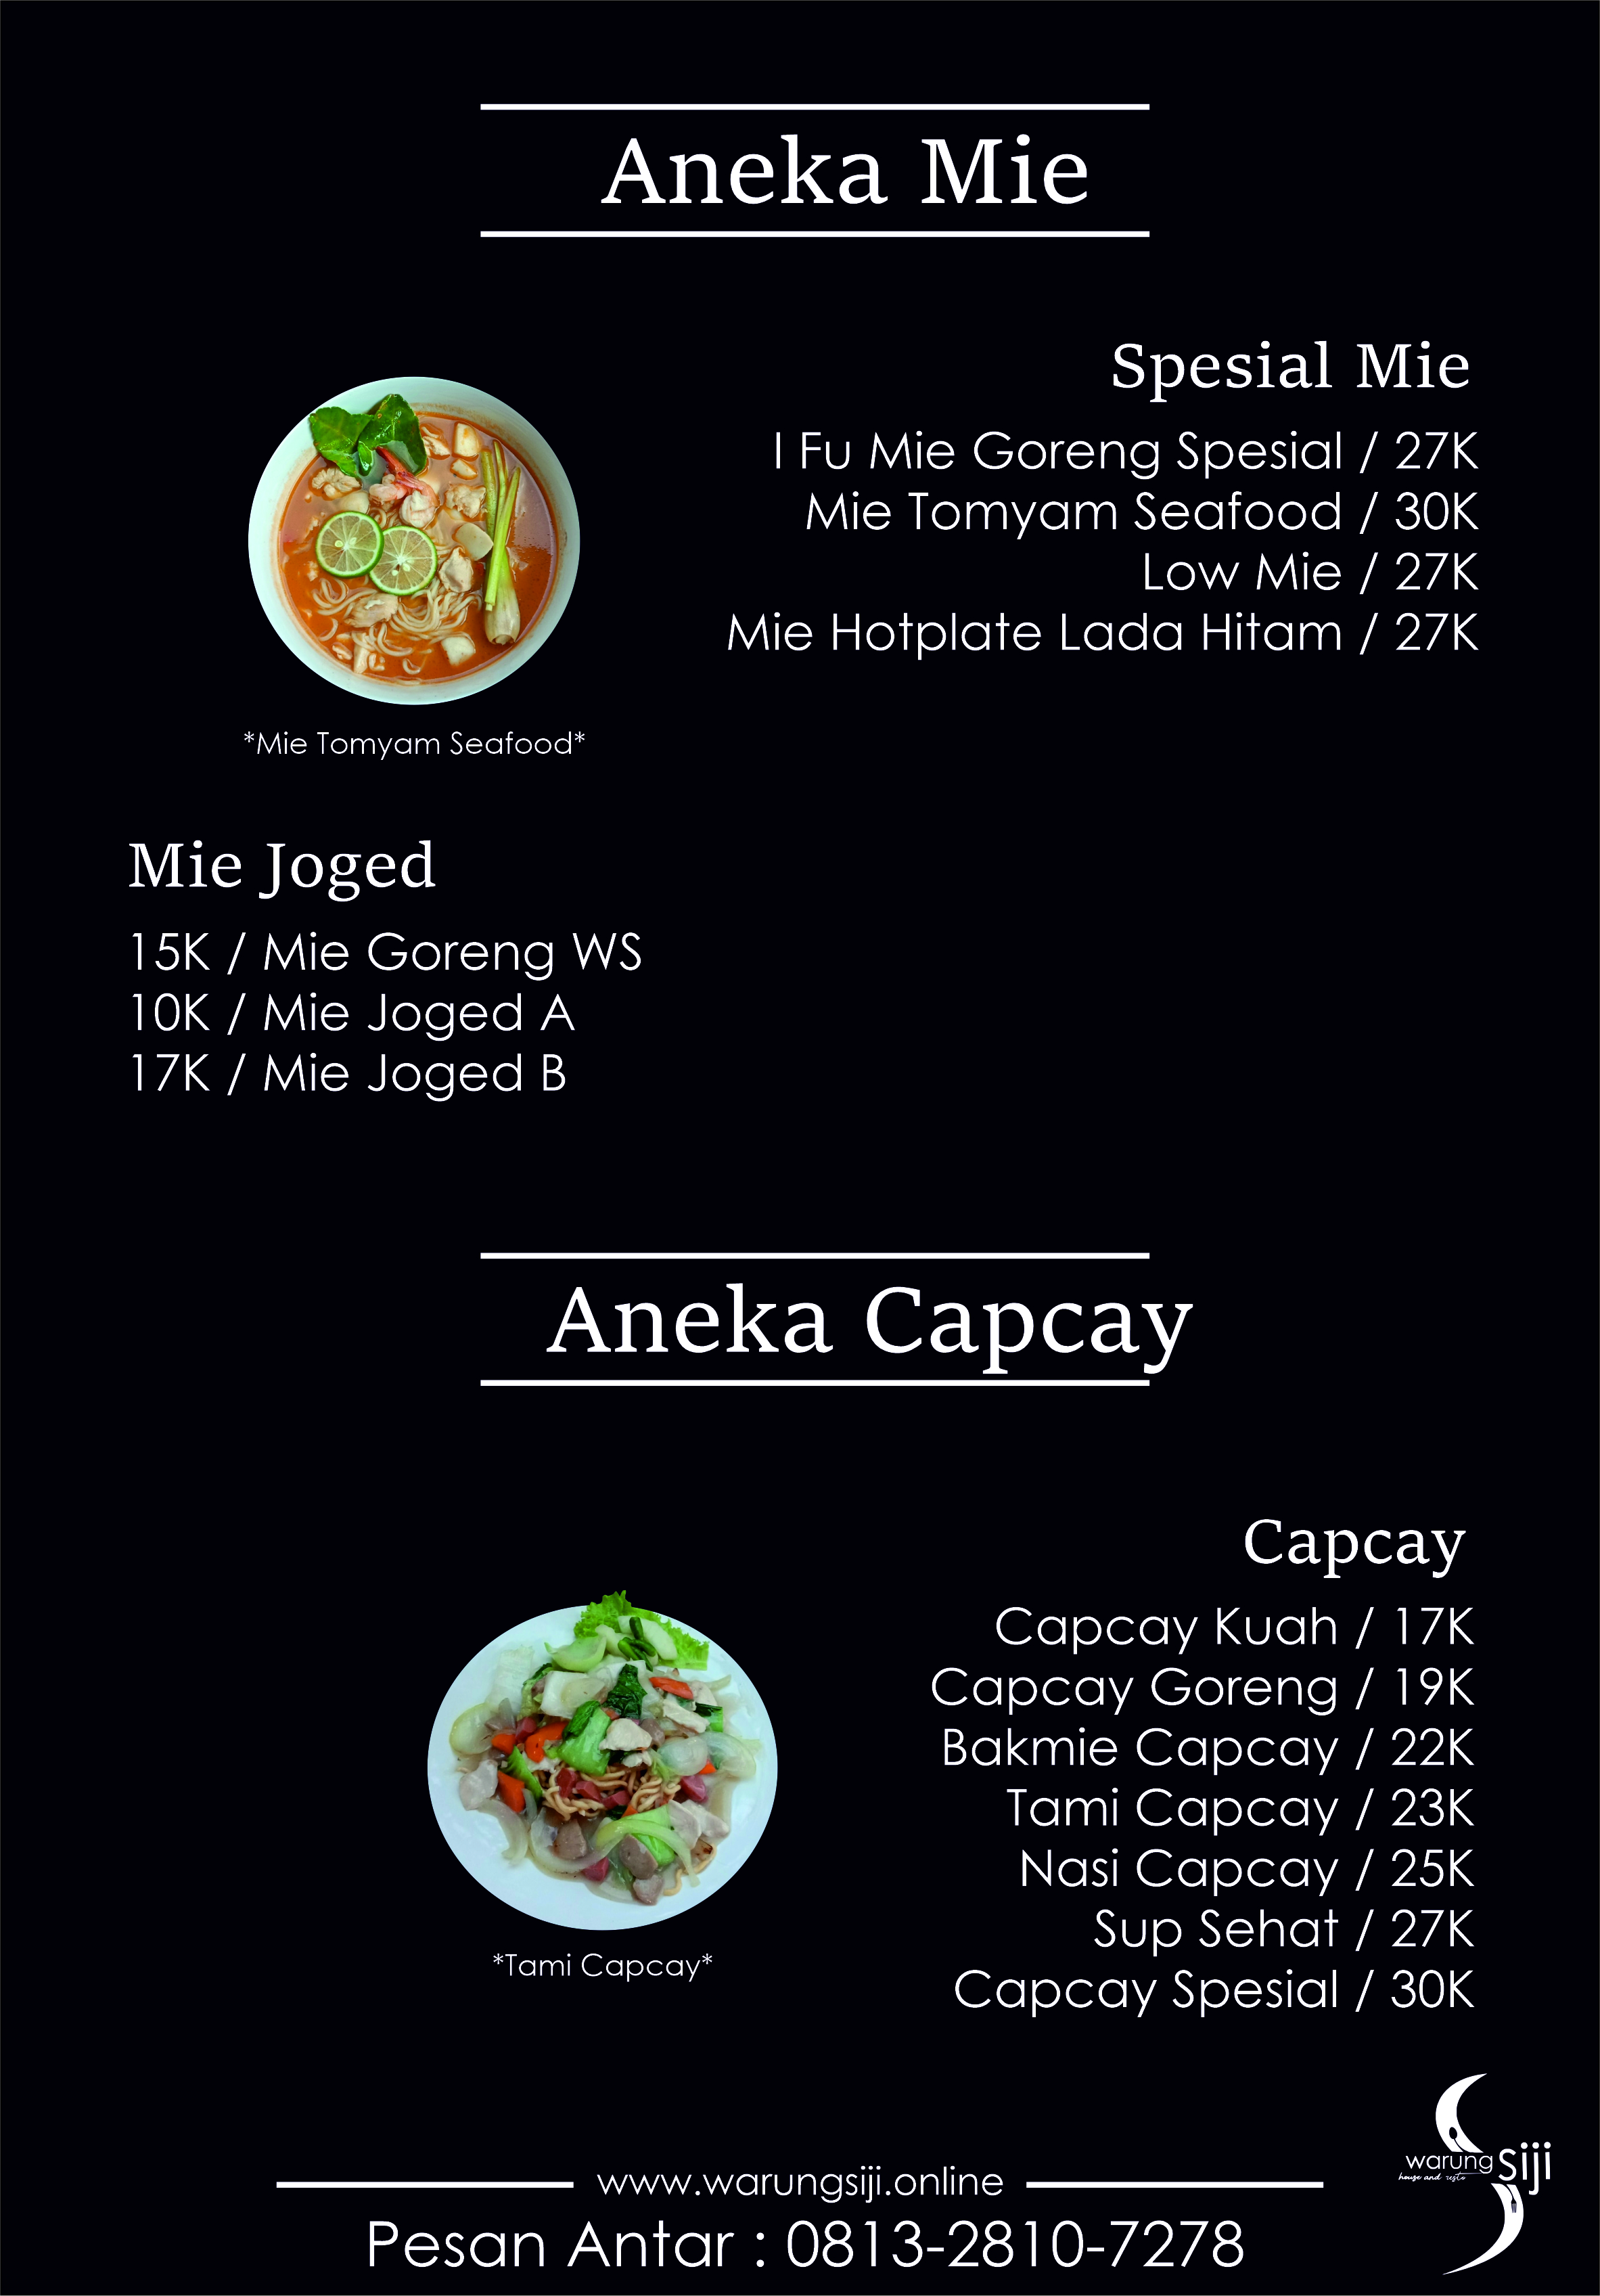 Aneka Mie
Spesial Mie
I Fu Mie Goreng Spesial / 27K
Mie Tomyam Seafood / 30K
Low Mie / 27K
Mie Hotplate Lada Hitam / 27K
*Mie Tomyam Seafood*
Mie Joged
15K / Mie Goreng WS
10K / Mie Joged A
17K / Mie Joged B
Aneka Capcay
Capcay
Capcay Kuah / 17K
Capcay Goreng / 19K
Bakmie Capcay / 22K
Tami Capcay / 23K
Nasi Capcay / 25K
Sup Sehat / 27K
Capcay Spesial / 30K
*Tami Capcay*
warung siji
house and resto
www.warungsiji.online
Pesan Antar : 0813-2810-7278